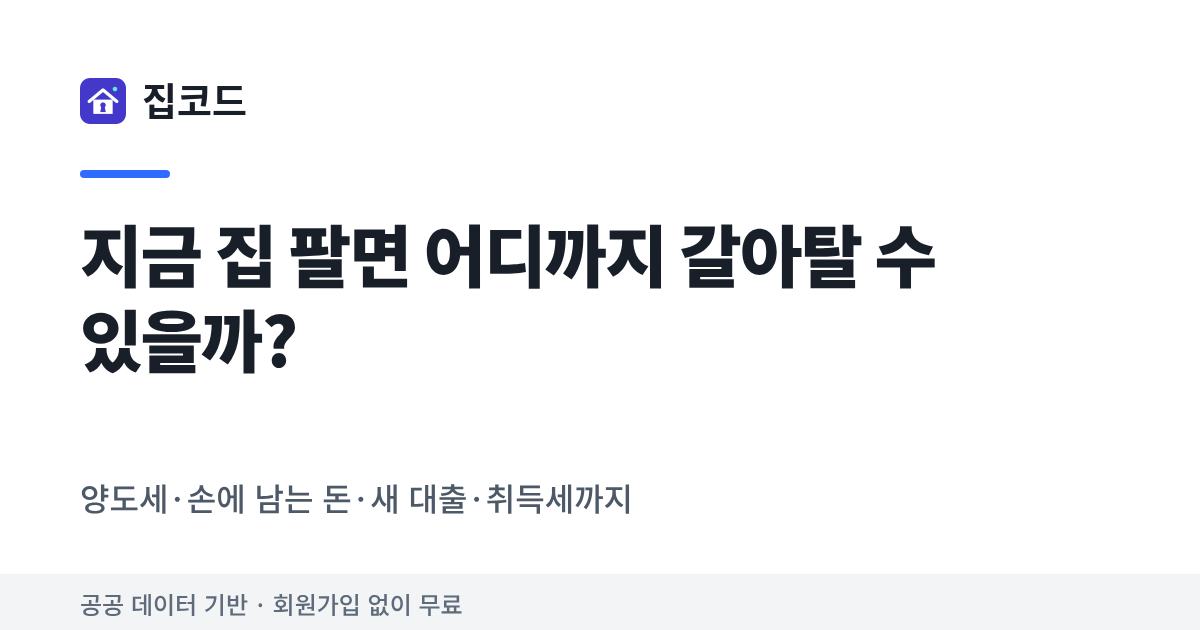 집코드
지금 집 팔면 어디까지 갈아탈 수
있을까?
양도세·손에 남는 돈·새 대출·취득세까지
공공 데이터 기반 · 회원가입 없이 무료